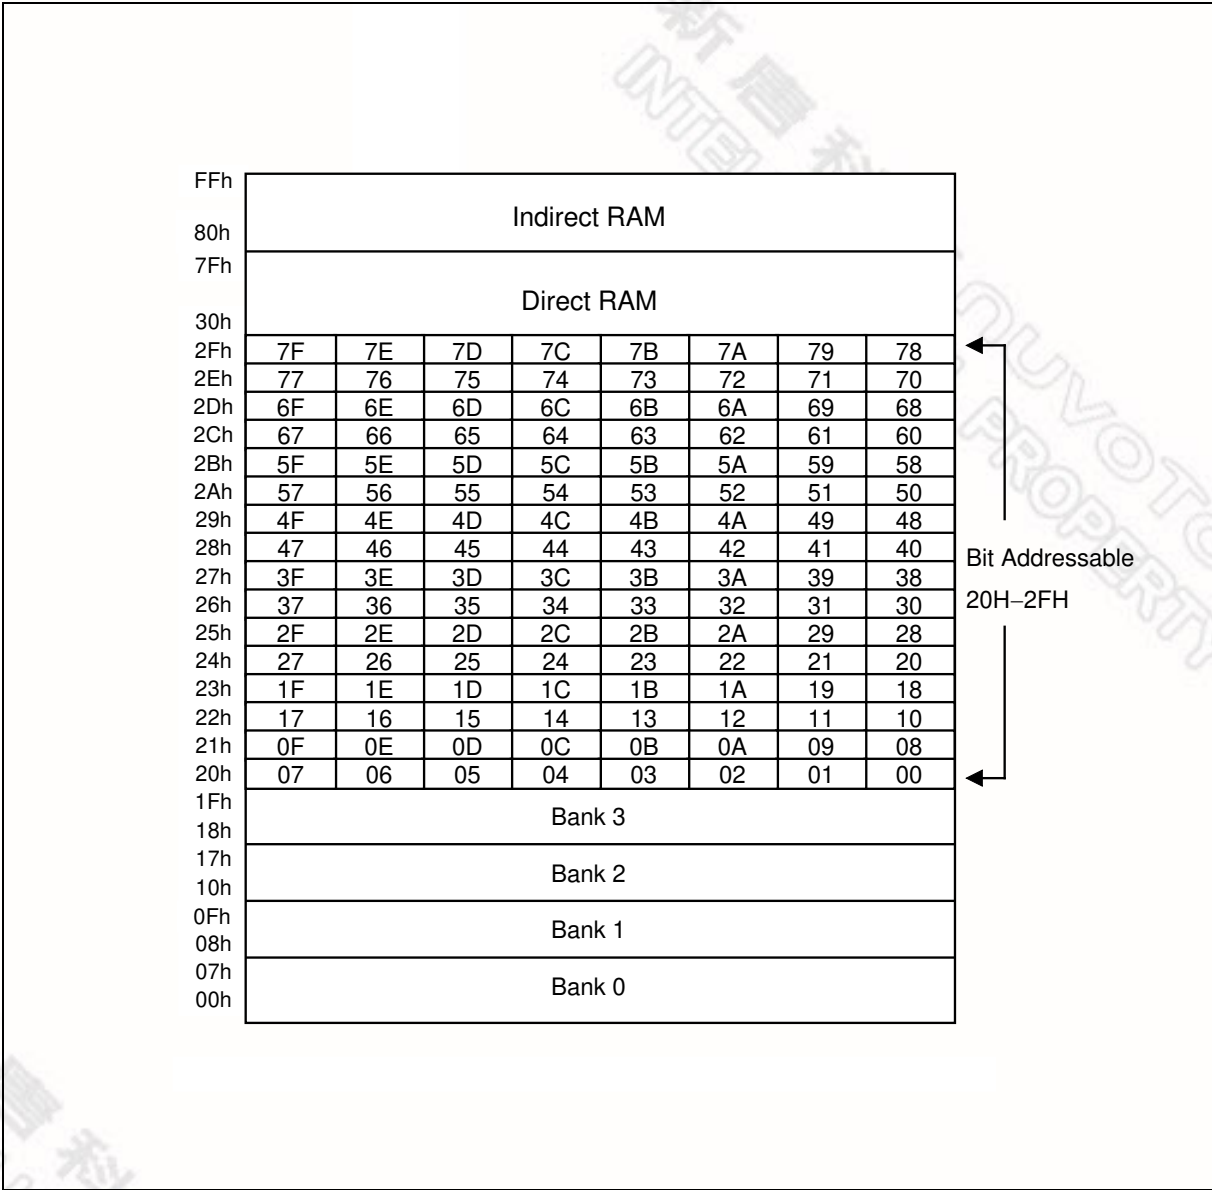 新唐科
INTEL
NUVOTO
PROPERTY
FFh
Indirect RAM
80h
7Fh
Direct RAM
30h
2Fh 7F 7E 7D 7C 7B 7A 79 78
2Eh 77 76 75 74 73 72 71 70
2Dh 6F 6E 6D 6C 6B 6A 69 68
2Ch 67 66 65 64 63 62 61 60
2Bh 5F 5E 5D 5C 5B 5A 59 58
2Ah 57 56 55 54 53 52 51 50
29h 4F 4E 4D 4C 4B 4A 49 48
28h 47 46 45 44 43 42 41 40
27h 3F 3E 3D 3C 3B 3A 39 38
26h 37 36 35 34 33 32 31 30
25h 2F 2E 2D 2C 2B 2A 29 28
24h 27 26 25 24 23 22 21 20
23h 1F 1E 1D 1C 1B 1A 19 18
22h 17 16 15 14 13 12 11 10
21h 0F 0E 0D 0C 0B 0A 09 08
20h 07 06 05 04 03 02 01 00
Bit Addressable
20H–2FH
1Fh
Bank 3
18h
17h
Bank 2
10h
0Fh
Bank 1
08h
07h
Bank 0
00h
唐科